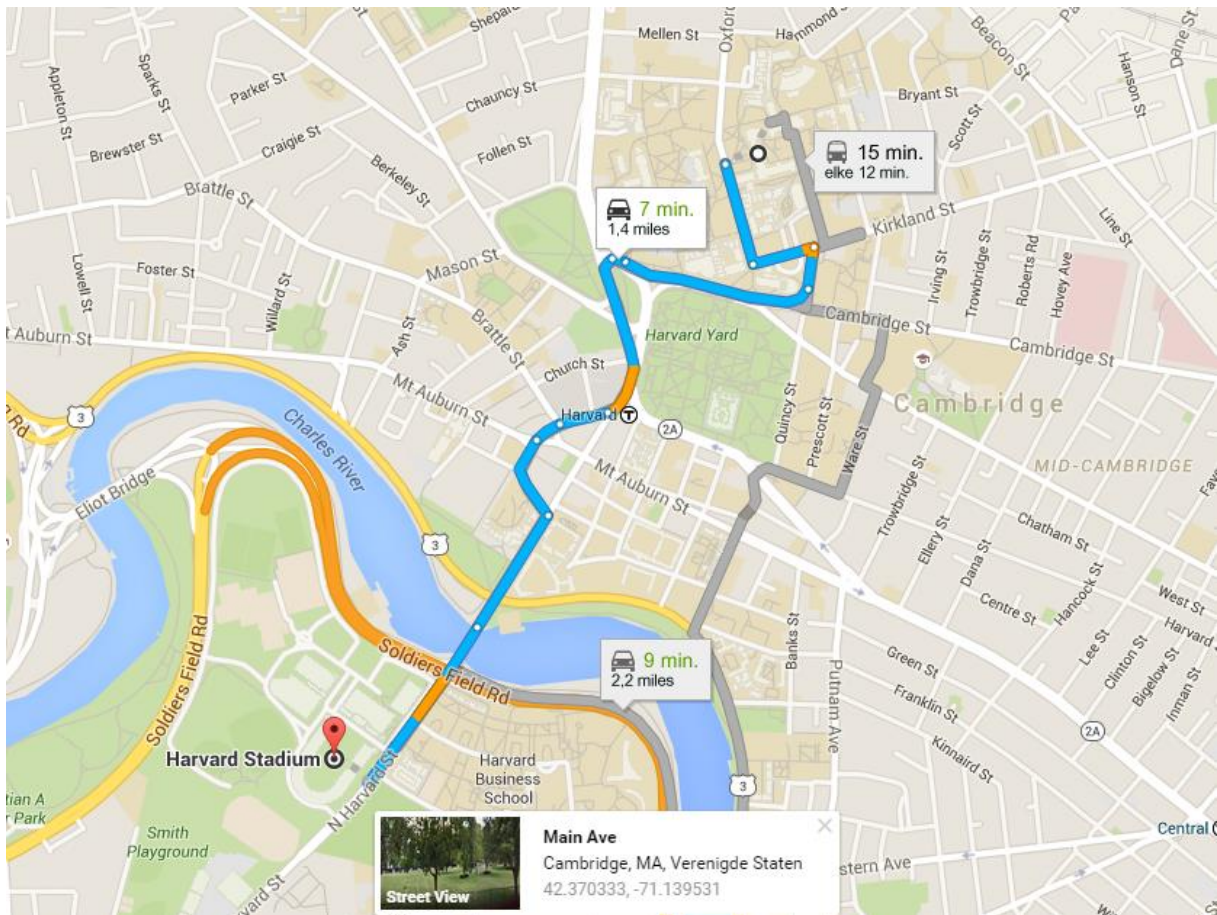 Mellen St
Oxford
Hammond St
Beacon St
Dane St
Shepard
Sparks St
Appleton St
Parker St
Chauncy St
Hanson St
Bryant St
Scott St
Brewster St
Craigie St
Follen St
Berkeley St
15 min.
elke 12 min.
Brattle St
7 min.
1,4 miles
Kirkland St
Line St
Mason St
Foster St
Lowell St
Willard St
Irving St
Trowbridge St
Roberts Rd
Hovey Ave
Ash St
Brattle St
Harvard Yard
Cambridge St
Cambridge St
t Auburn St
Church St
Mt Auburn St
3
Harvard T
2A
Quincy St
Prescott St
Ware St
Cambridge
g Rd
Charles River
Eliot Bridge
Mt Auburn St
MID-CAMBRIDGE
Trowbridge St
Ellery St
Dana St
Chatham St
3
Hancock St
Centre St
West St
Harvard S
Lee St
Clinton St
Bigelow St
Inman St
Banks St
Putnam Ave
Green St
Franklin St
Kinnaird St
2A
9 min.
2,2 miles
Soldiers Field Rd
Soldiers Field Rd
Harvard Stadium
Harvard
Business
School
3
N Harvard St
tian A
r Park
Smith
Playground
Central
stern Ave
Main Ave
Cambridge, MA, Verenigde Staten
42.370333, -71.139531
Street View